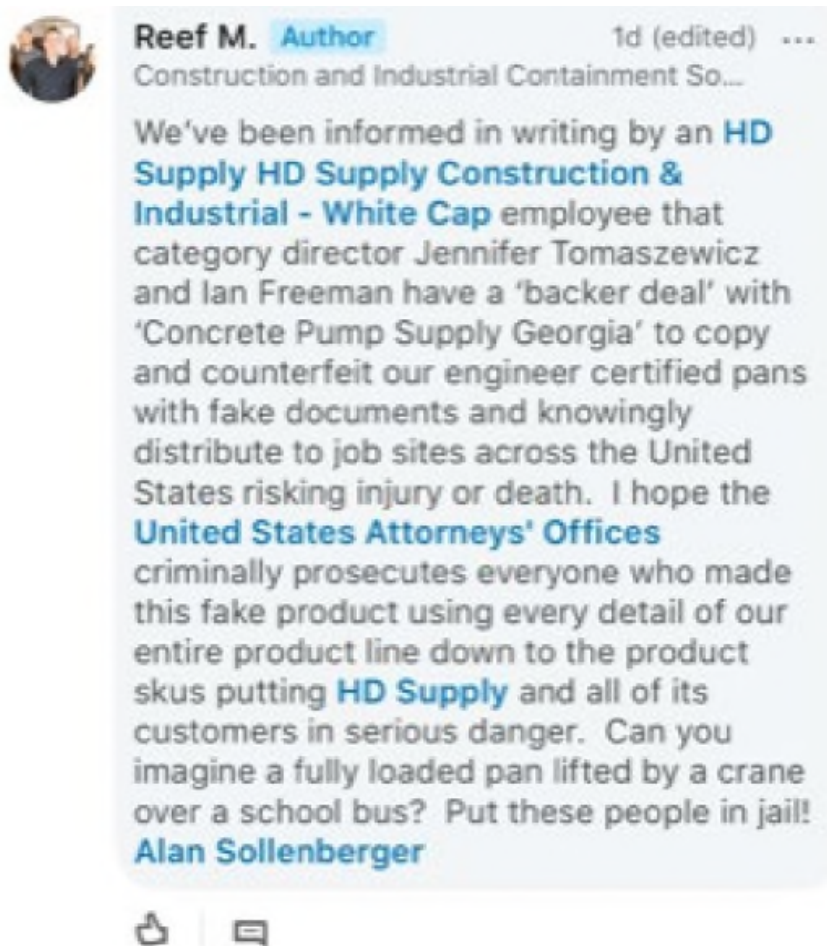 Reef M. Author 1d (edited) ...
Construction and Industrial Containment So...
We've been informed in writing by an HD
Supply HD Supply Construction &
Industrial - White Cap employee that
category director Jennifer Tomaszewicz
and Ian Freeman have a 'backer deal' with
'Concrete Pump Supply Georgia' to copy
and counterfeit our engineer certified pans
with fake documents and knowingly
distribute to job sites across the United
States risking injury or death.  I hope the
United States Attorneys' Offices
criminally prosecutes everyone who made
this fake product using every detail of our
entire product line down to the product
skus putting HD Supply and all of its
customers in serious danger.  Can you
imagine a fully loaded pan lifted by a crane
over a school bus?  Put these people in jail!
Alan Sollenberger